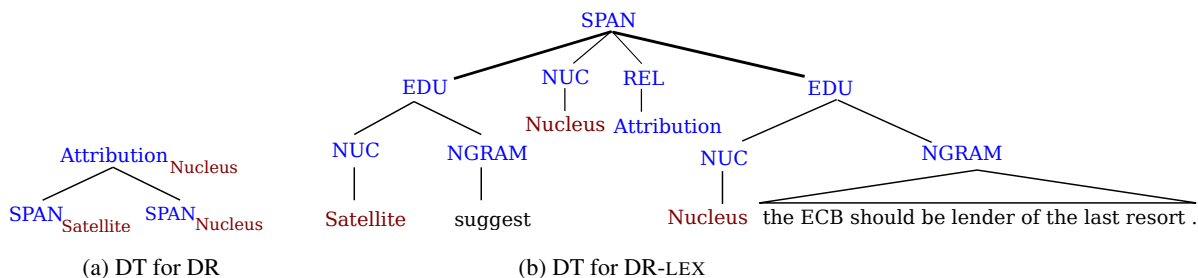 SPAN
EDU NUC REL EDU
Nucleus Attribution
NUC NGRAM NUC NGRAM
Attribution Nucleus
SPAN Satellite SPAN Nucleus
Satellite suggest Nucleus the ECB should be lender of the last resort .
(a) DT for DR (b) DT for DR-LEX